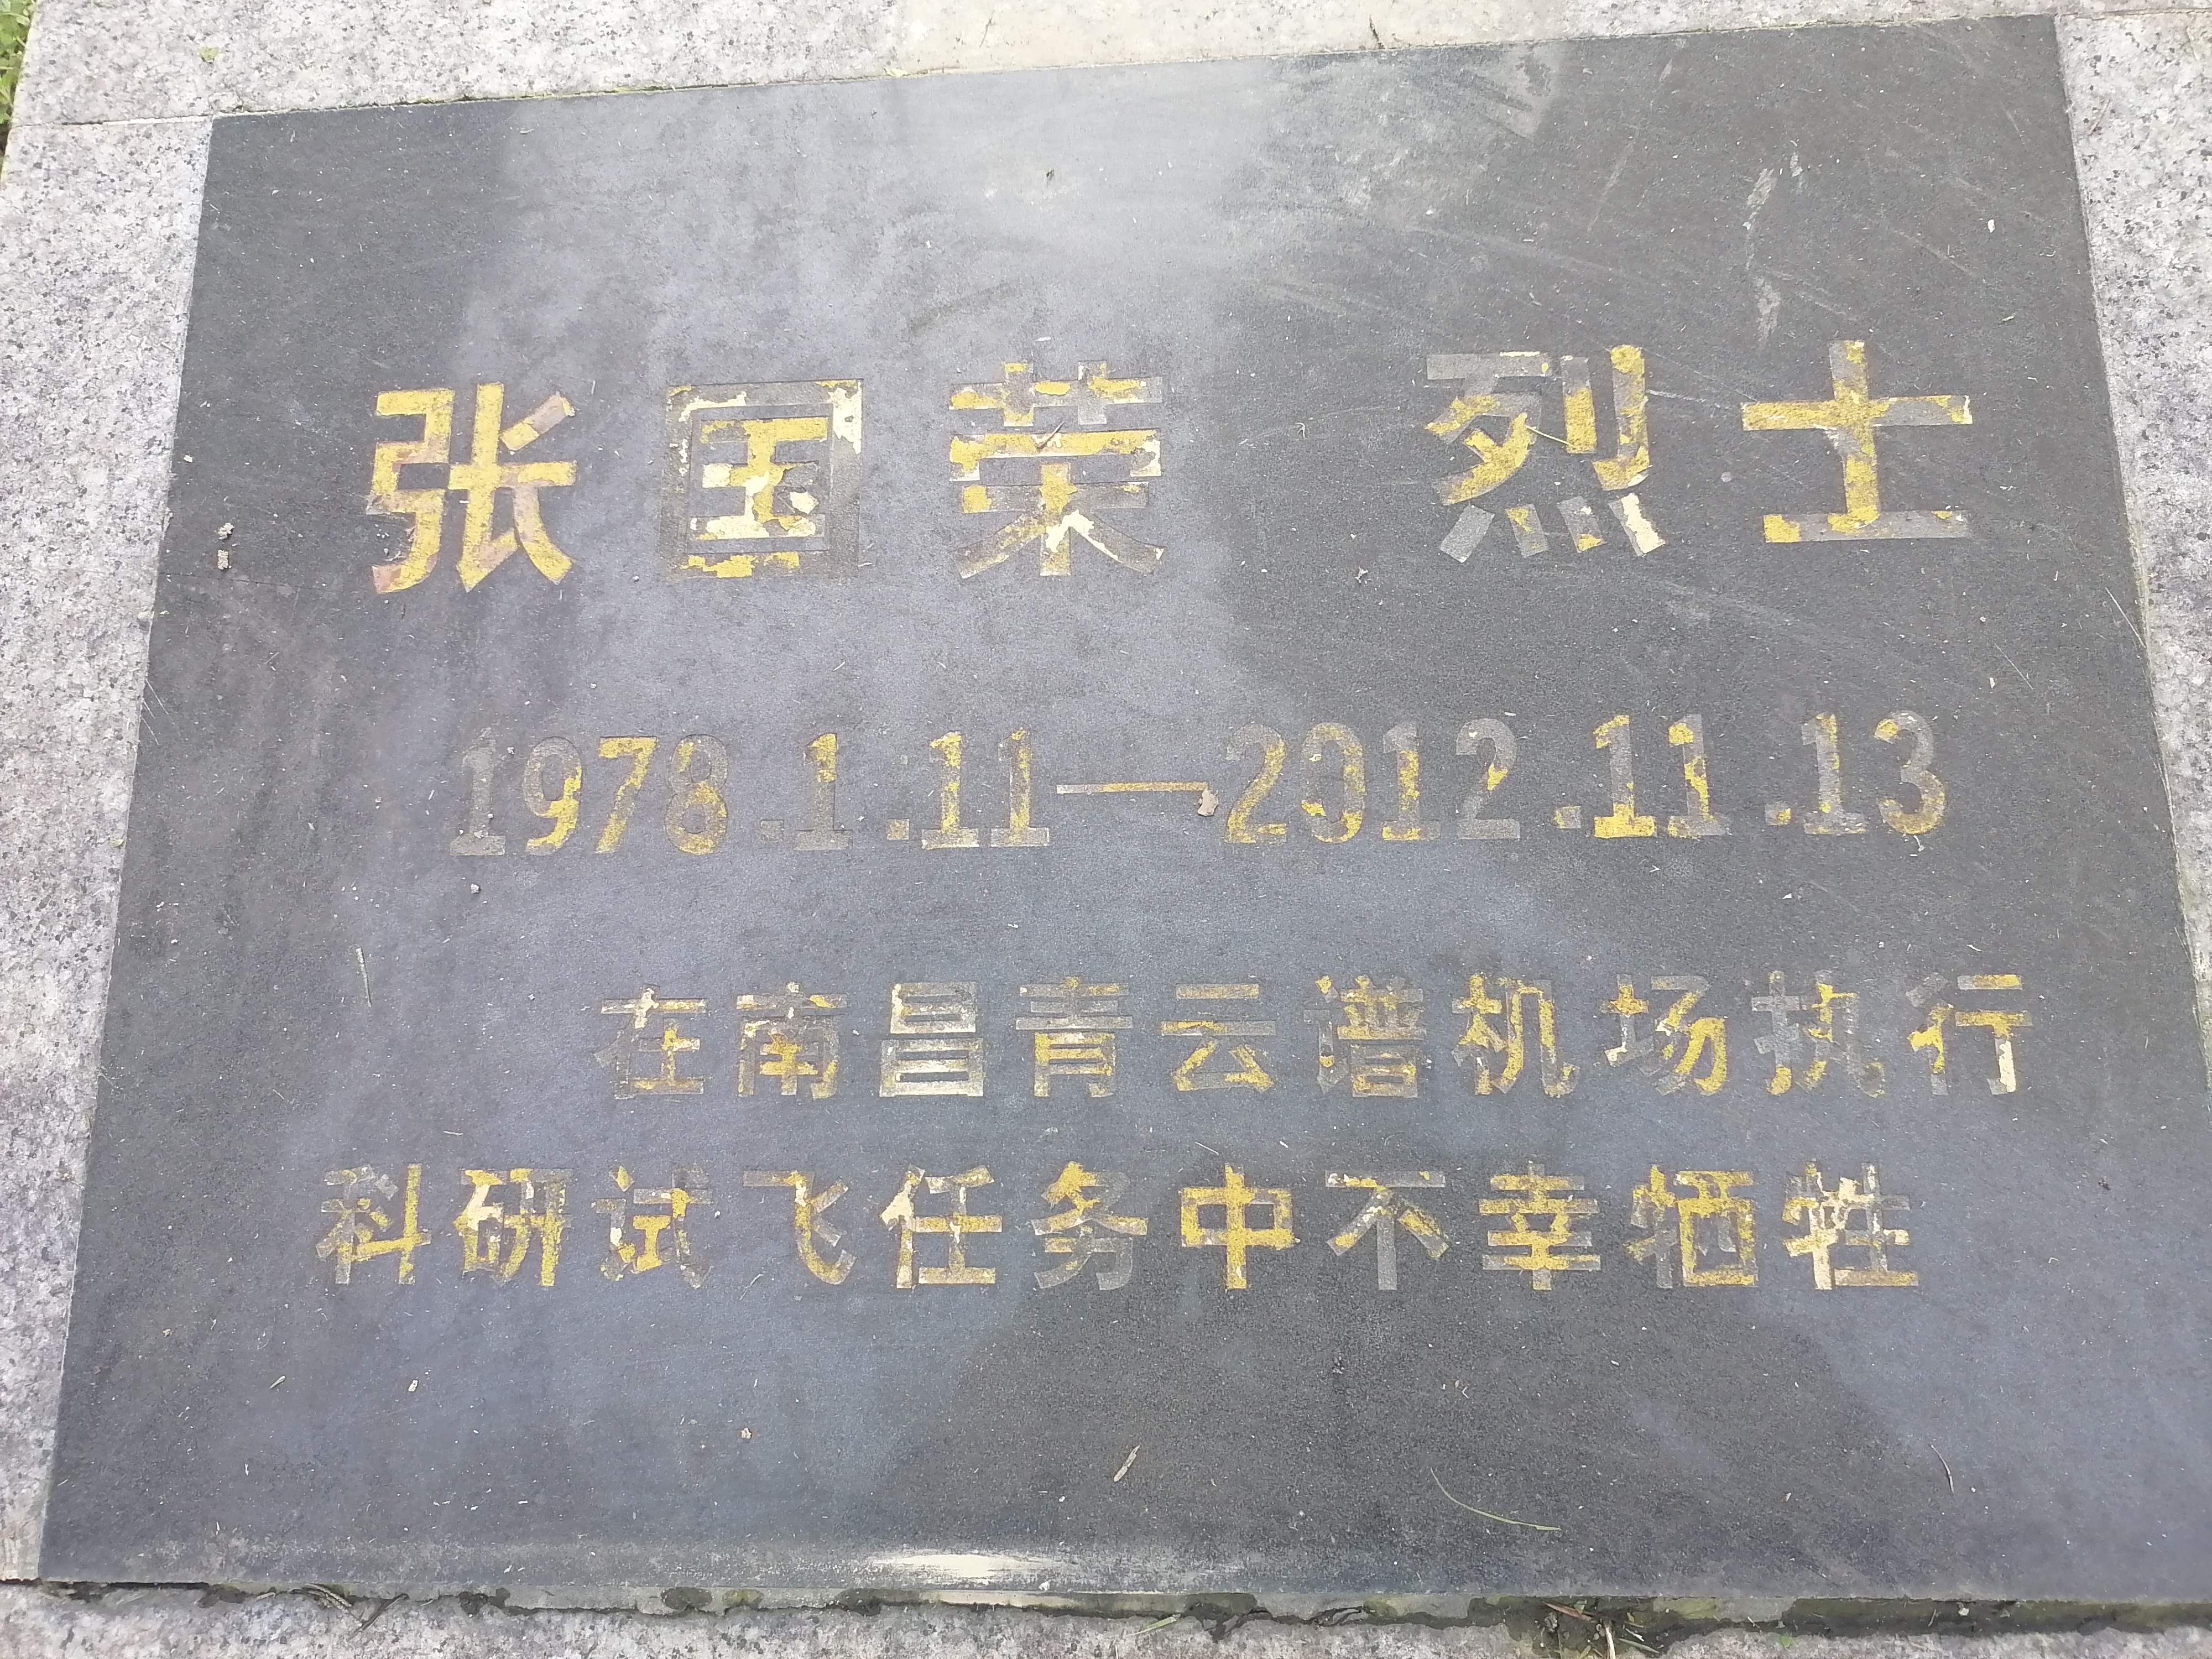 张国荣 烈士
1978.1.11—2012.11.13
在南昌青云谱机场执行
科研试飞任务中不幸牺牲